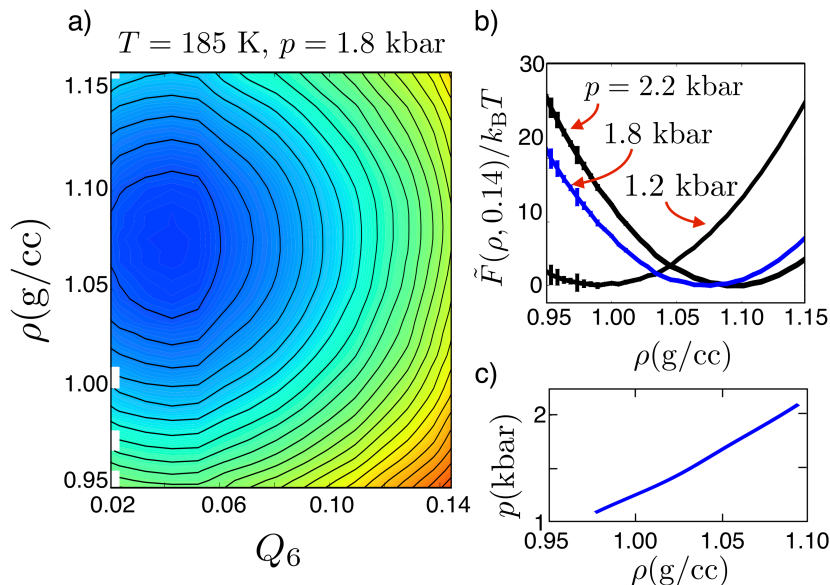 a)
T = 185 K, p = 1.8 kbar
1.15
1.10
1.05
1.00
0.95
ρ(g/cc)
0.02 0.06 0.10 0.14
Q6
b)
30
20
10
0
F̃(ρ, 0.14)/kBT
p = 2.2 kbar
1.8 kbar
1.2 kbar
0.95 1.00 1.05 1.10 1.15
ρ(g/cc)
c)
2
1
p(kbar)
0.95 1.00 1.05 1.10
ρ(g/cc)